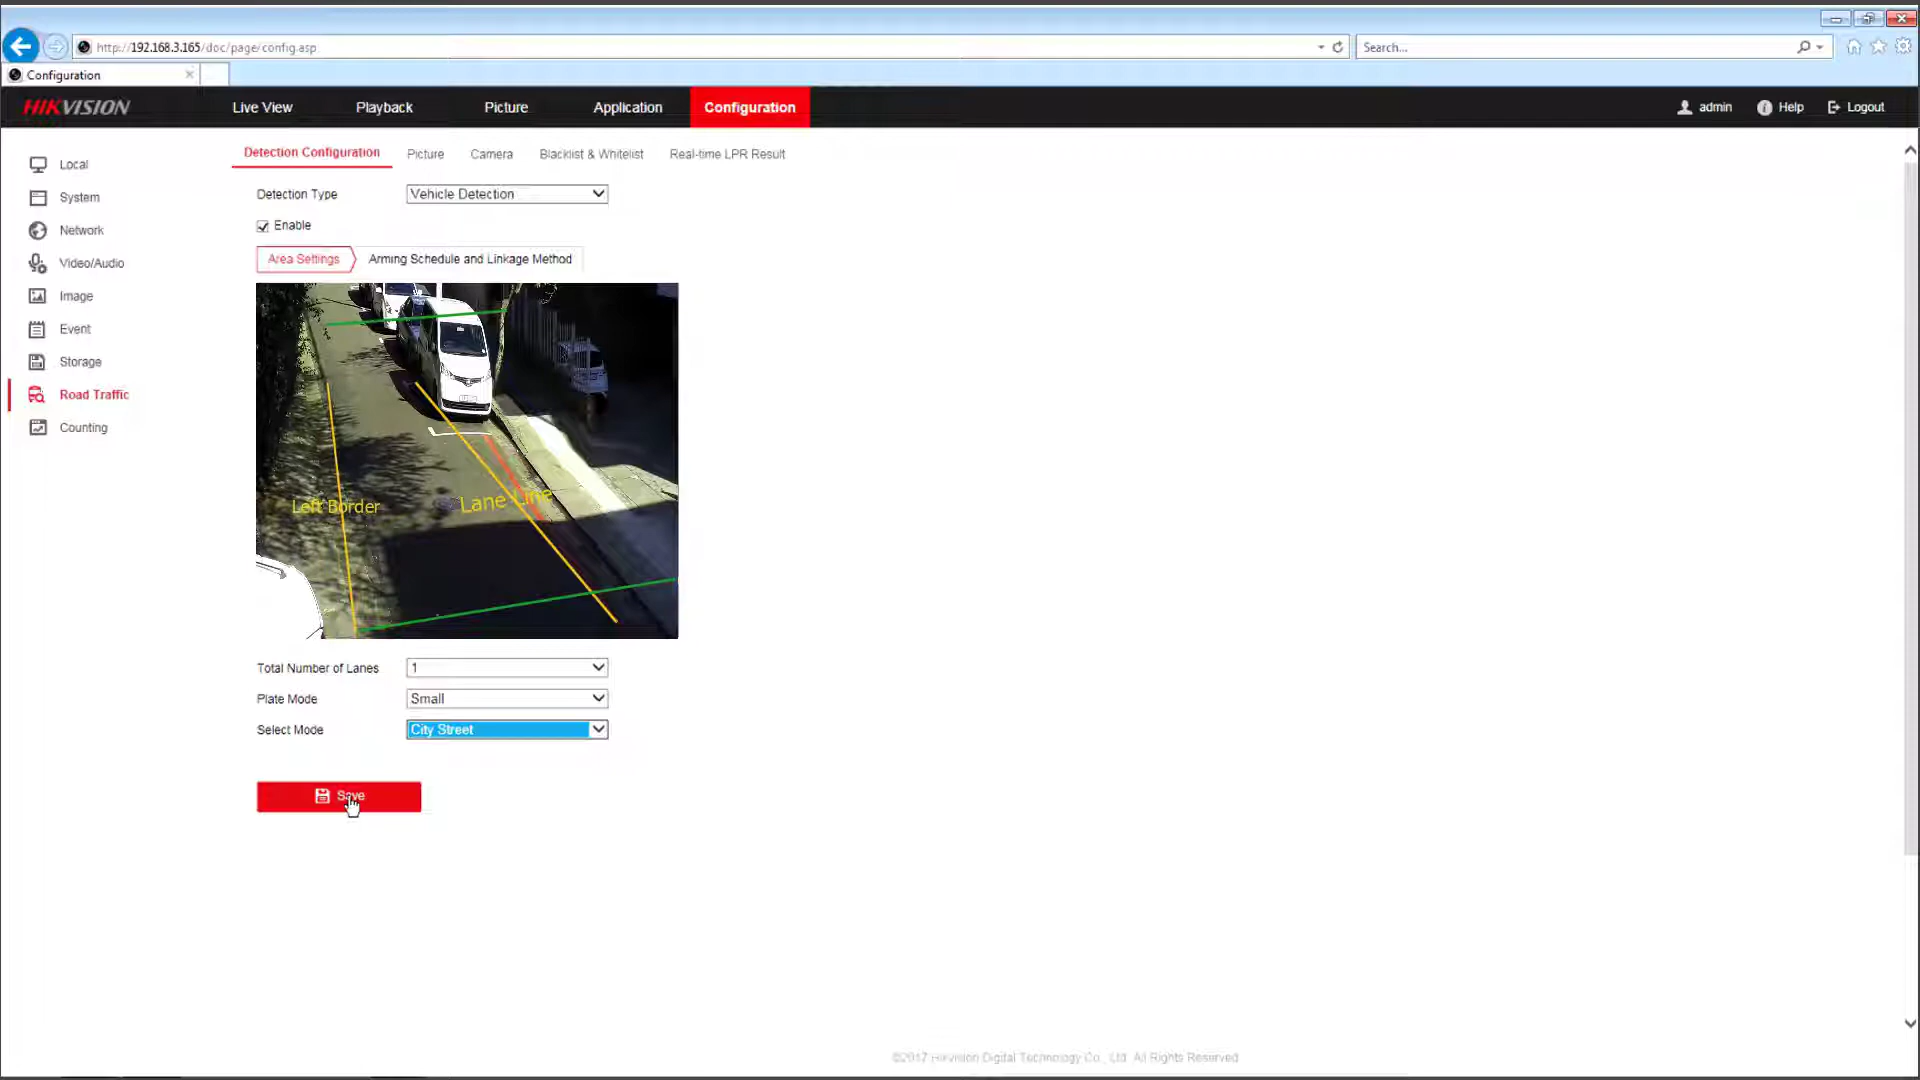 http://192.168.3.165/doc/page/config.asp
Search...
Configuration
HIKVISION
Live View
Playback
Picture
Application
Configuration
admin
Help
Logout
Local
System
Network
Video/Audio
Image
Event
Storage
Road Traffic
Counting
Detection Configuration
Picture
Camera
Blacklist & Whitelist
Real-time LPR Result
Detection Type
Vehicle Detection
Enable
Area Settings
Arming Schedule and Linkage Method
Left Border
Lane Line
Total Number of Lanes
1
Plate Mode
Small
Select Mode
City Street
Save
©2017 Hikvision Digital Technology Co., Ltd. All Rights Reserved.